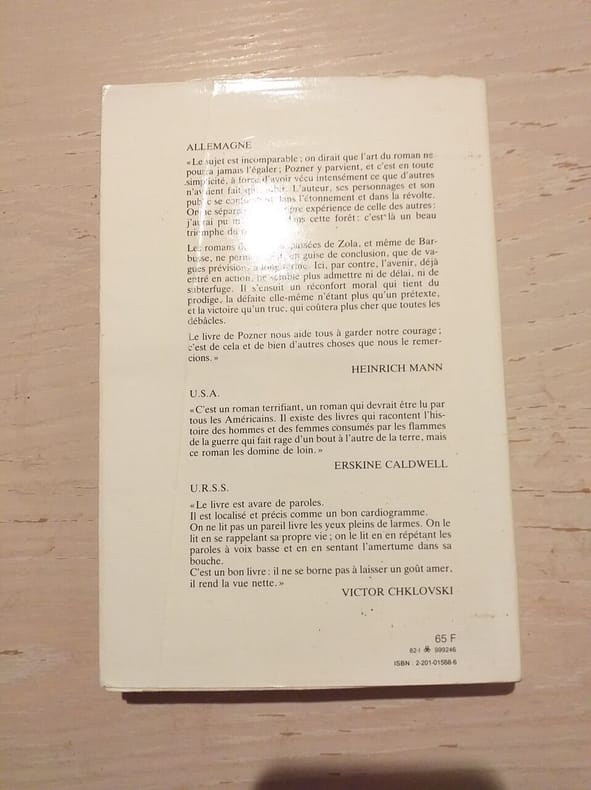 ALLEMAGNE
« Le sujet est incomparable ; on dirait que l'art du roman ne
pourra jamais l'égaler ; Pozner y parvient, et c'est en toute
simplicité, à force d'avoir vécu intensément ce que d'autres
n'avaient fait que subir. L'auteur, ses personnages et son
public se confondent dans l'étonnement et dans la révolte.
On ne sépare expérience de celle des autres :
j'aurai pu dans cette forêt : c'est là un beau
triomphe du
Les romans de passées de Zola, et même de Bar-
busse, ne en guise de conclusion, que de va-
gues prévisions à long terme. Ici, par contre, l'avenir, déjà
entré en action, ne semble plus admettre ni de délai, ni de
subterfuge. Il s'ensuit un réconfort moral qui tient du
prodige, la défaite elle-même n'étant plus qu'un prétexte,
et la victoire qu'un truc, qui coûtera plus cher que toutes les
débâcles.
Le livre de Pozner nous aide tous à garder notre courage ;
c'est de cela et de bien d'autres choses que nous le remer-
cions. »
HEINRICH MANN
U.S.A.
« C'est un roman terrifiant, un roman qui devrait être lu par
tous les Américains. Il existe des livres qui racontent l'his-
toire des hommes et des femmes consumés par les flammes
de la guerre qui fait rage d'un bout à l'autre de la terre, mais
ce roman les domine de loin. »
ERSKINE CALDWELL
U.R.S.S.
« Le livre est avare de paroles.
Il est localisé et précis comme un bon cardiogramme.
On ne lit pas un pareil livre les yeux pleins de larmes. On le
lit en se rappelant sa propre vie ; on le lit en en répétant les
paroles à voix basse et en en sentant l'amertume dans sa
bouche.
C'est un bon livre : il ne se borne pas à laisser un goût amer,
il rend la vue nette. »
VICTOR CHKLOVSKI
65 F
82-I 999246
ISBN : 2-201-01568-6